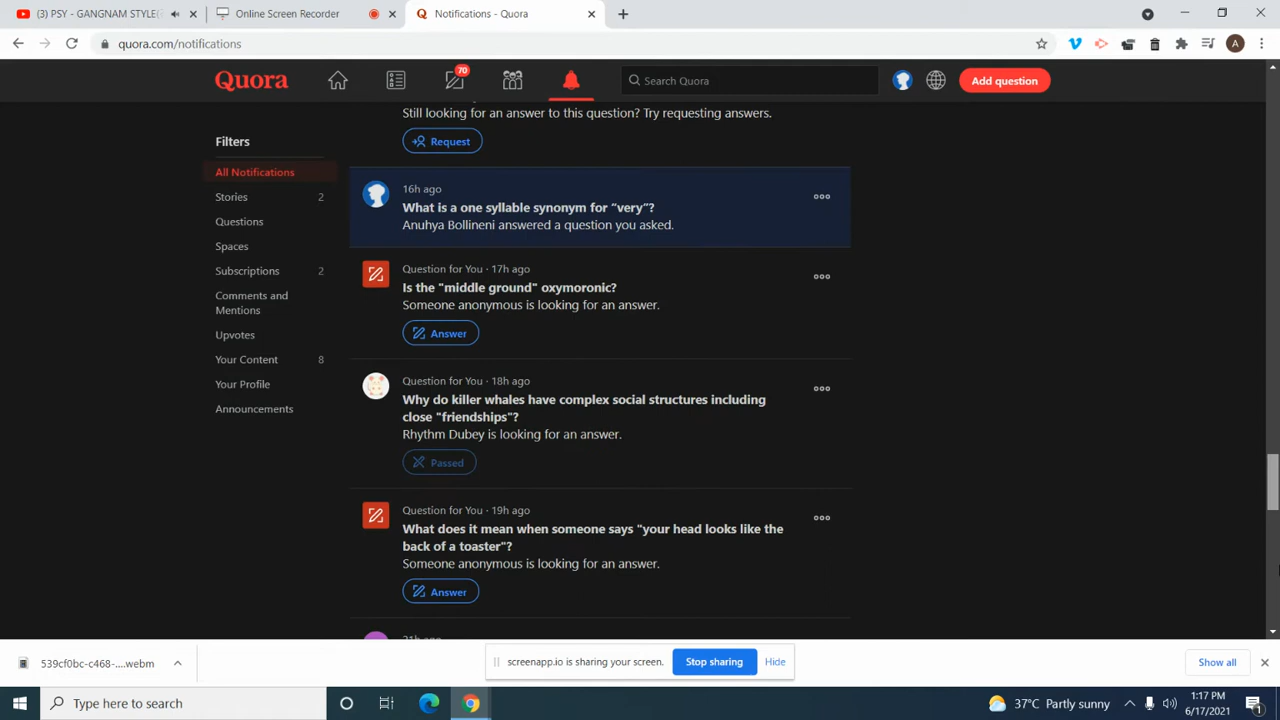 (3) PSY - GANGNAM STYLE(
Online Screen Recorder
Notifications - Quora
quora.com/notifications
A
Quora
70
Search Quora
Add question
Still looking for an answer to this question? Try requesting answers.
Request
Filters
All Notifications
Stories 2
Questions
Spaces
Subscriptions 2
Comments and
Mentions
Upvotes
Your Content 8
Your Profile
Announcements
16h ago
What is a one syllable synonym for “very”?
Anuhya Bollineni answered a question you asked.
Question for You · 17h ago
Is the "middle ground" oxymoronic?
Someone anonymous is looking for an answer.
Answer
Question for You · 18h ago
Why do killer whales have complex social structures including
close "friendships"?
Rhythm Dubey is looking for an answer.
Passed
Question for You · 19h ago
What does it mean when someone says "your head looks like the
back of a toaster"?
Someone anonymous is looking for an answer.
Answer
21h ago
539cf0bc-c468-....webm
screenapp.io is sharing your screen.
Stop sharing
Hide
Show all
Type here to search
37°C Partly sunny
1:17 PM
6/17/2021
1